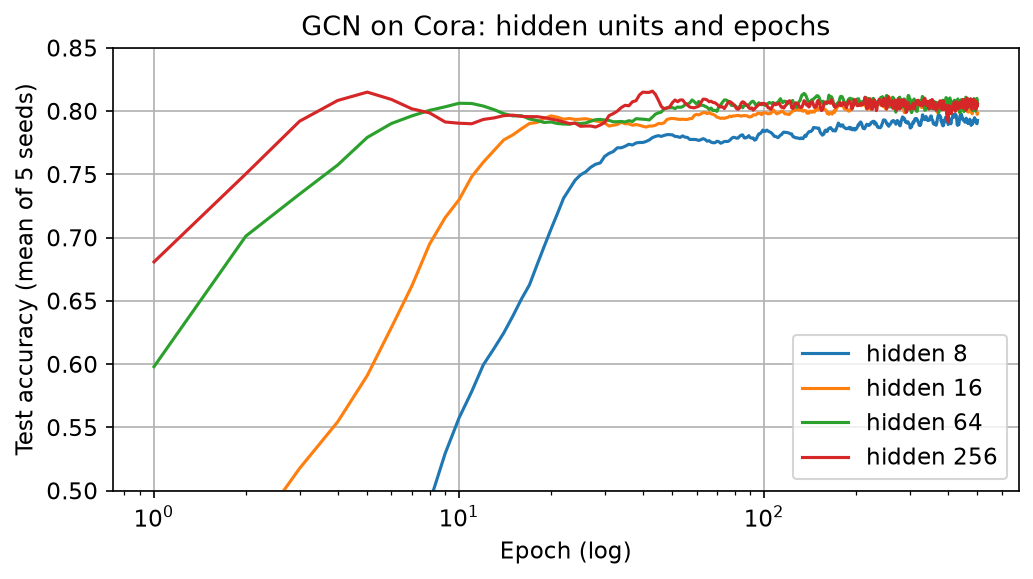 GCN on Cora: hidden units and epochs
Test accuracy (mean of 5 seeds)
0.85
0.80
0.75
0.70
0.65
0.60
0.55
0.50
hidden 8
hidden 16
hidden 64
hidden 256
10⁰ 10¹ 10²
Epoch (log)